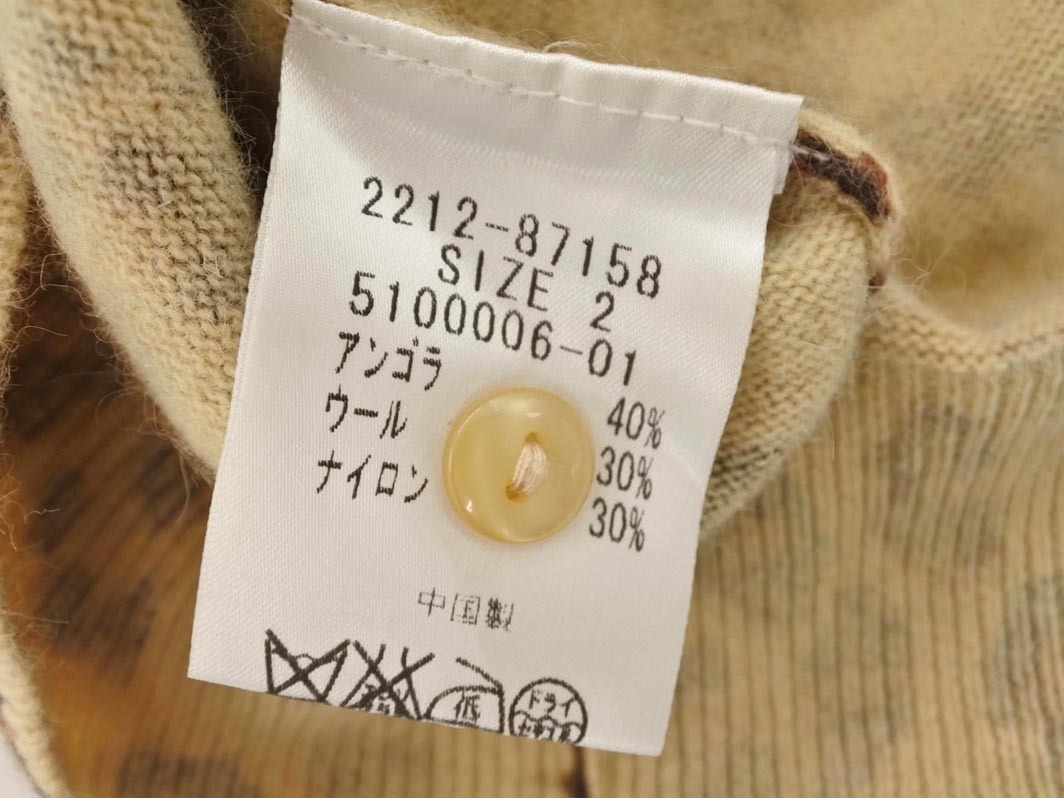 2212-87158
SIZE 2
5100006-01
アンゴラ 40%
ウール 30%
ナイロン 30%
中国製
低
ドライ